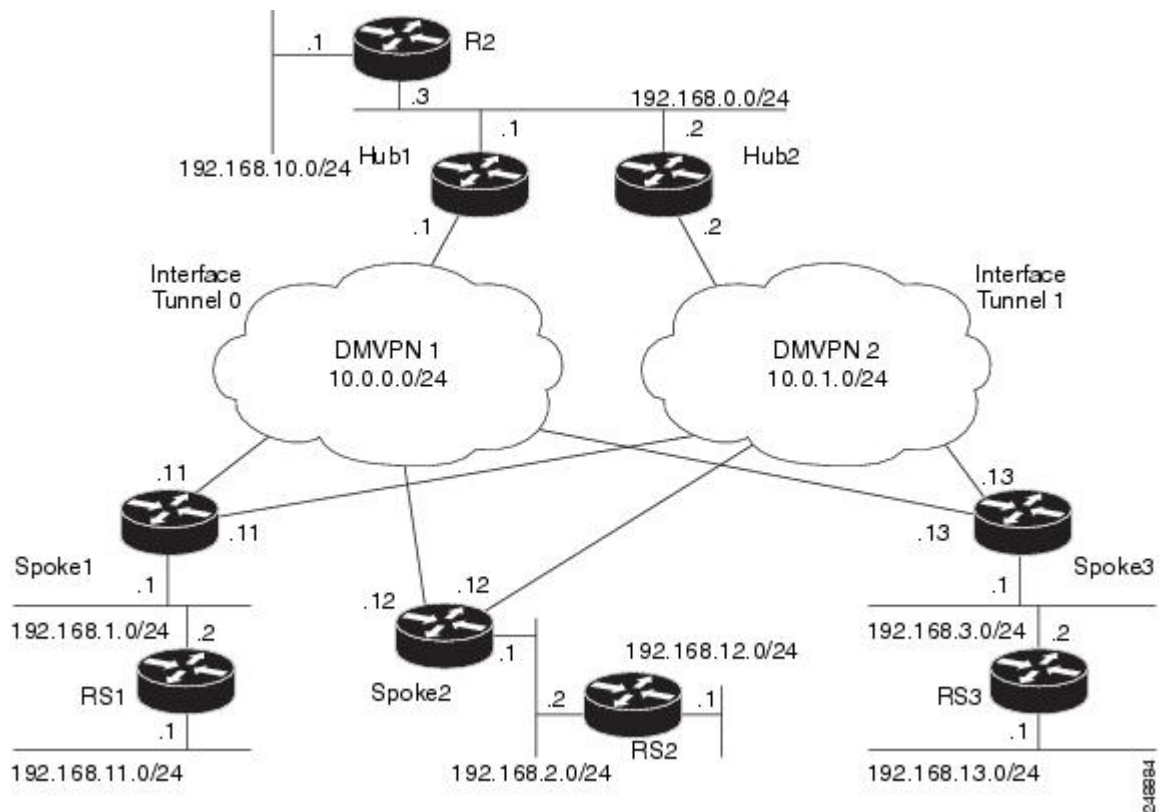 .1
R2
.3
192.168.0.0/24
.1
.2
Hub1
Hub2
192.168.10.0/24
.1
.2
Interface
Tunnel 0
Interface
Tunnel 1
DMVPN 1
10.0.0.0/24
DMVPN 2
10.0.1.0/24
.11
.13
.11
.13
Spoke1
Spoke3
.1
.12
.12
.1
192.168.1.0/24
.2
.1
192.168.12.0/24
192.168.3.0/24
.2
RS1
Spoke2
.2
.1
RS3
.1
RS2
.1
192.168.11.0/24
192.168.2.0/24
192.168.13.0/24
248884